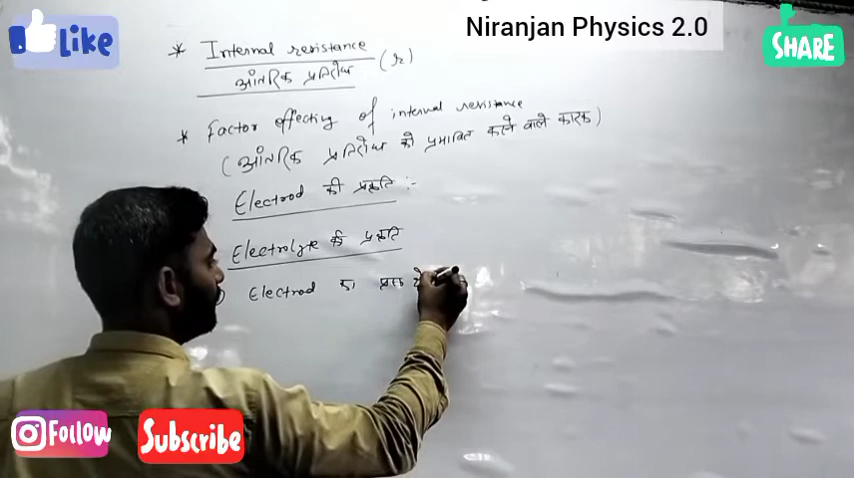 Niranjan Physics 2.0
Like
SHARE
* Internal resistance
आंतरिक प्रतिरोध (r)
* Factor effecting of internal resistance
(आंतरिक प्रतिरोध को प्रभावित करने वाले कारक)
Electrod की प्रकृति :-
Electrolyte की प्रकृति
Electrod का
Follow
Subscribe